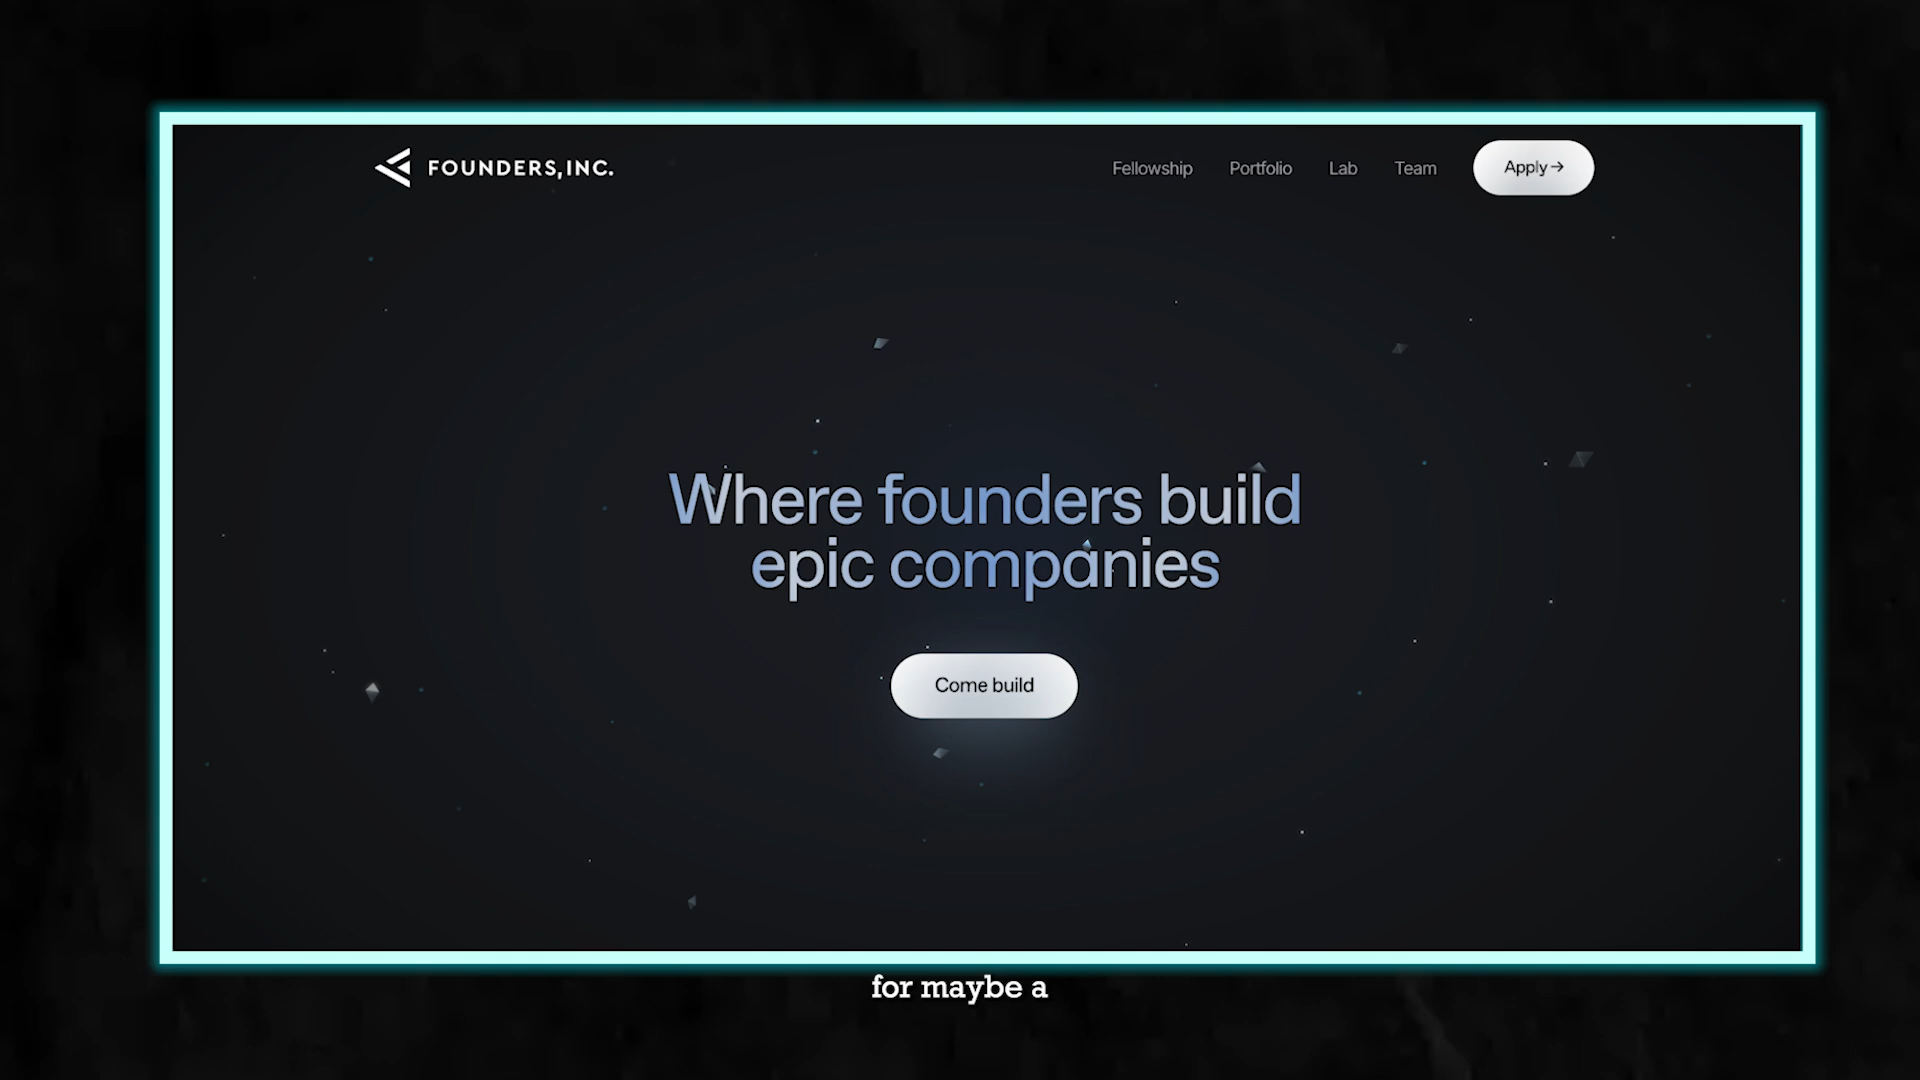 FOUNDERS,INC.
Fellowship
Portfolio
Lab
Team
Apply→
Where founders build
epic companies
Come build
for maybe a